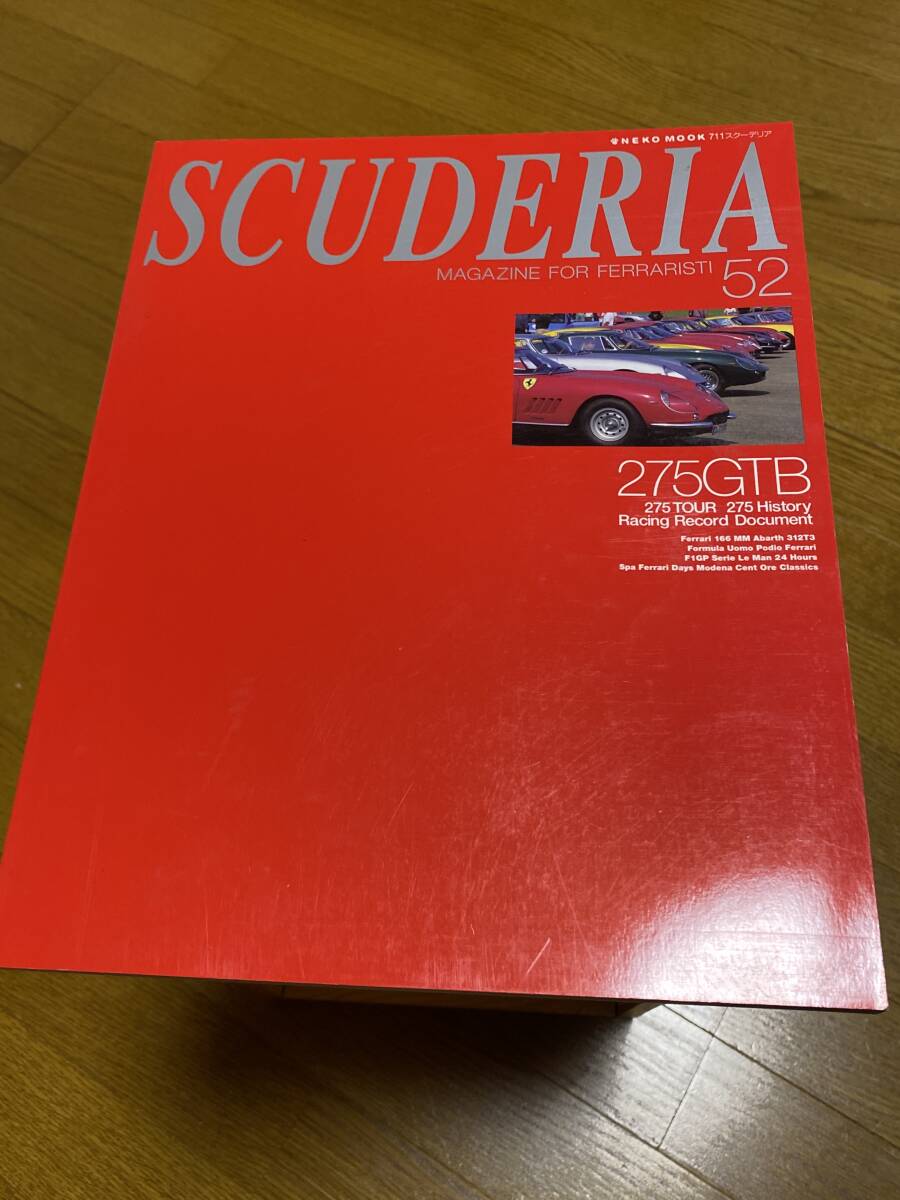 NEKO MOOK 711スクーデリア
SCUDERIA
MAGAZINE FOR FERRARISTI 52
275GTB
275 TOUR 275 History
Racing Record Document
Ferrari 166 MM Abarth 312T3
Formula Uomo Podio Ferrari
F1GP Serie Le Man 24 Hours
Spa Ferrari Days Modena Cent Ore Classics